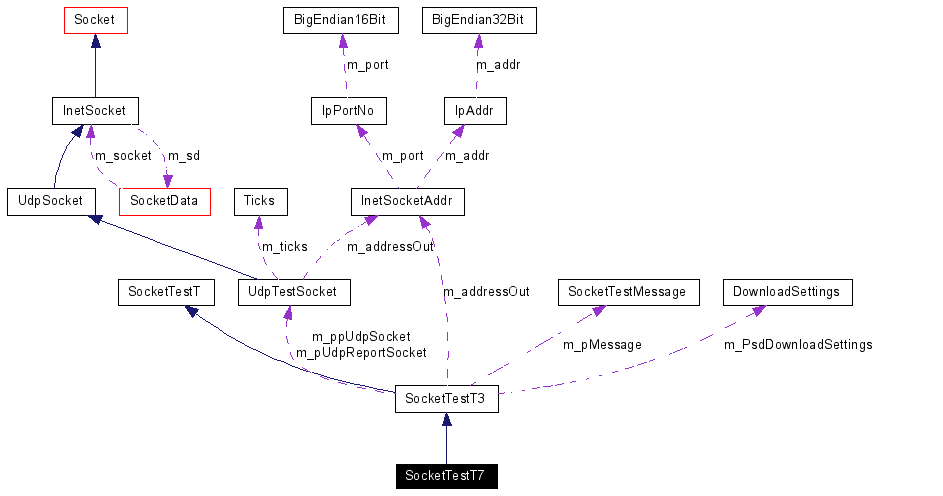 Socket
BigEndian16Bit
BigEndian32Bit
m_port
m_addr
InetSocket
IpPortNo
IpAddr
m_socket
m_sd
m_port
m_addr
UdpSocket
SocketData
Ticks
InetSocketAddr
m_ticks
m_addressOut
SocketTestT
UdpTestSocket
m_addressOut
SocketTestMessage
DownloadSettings
m_ppUdpSocket
m_pUdpReportSocket
m_pMessage
m_PsdDownloadSettings
SocketTestT3
SocketTestT7